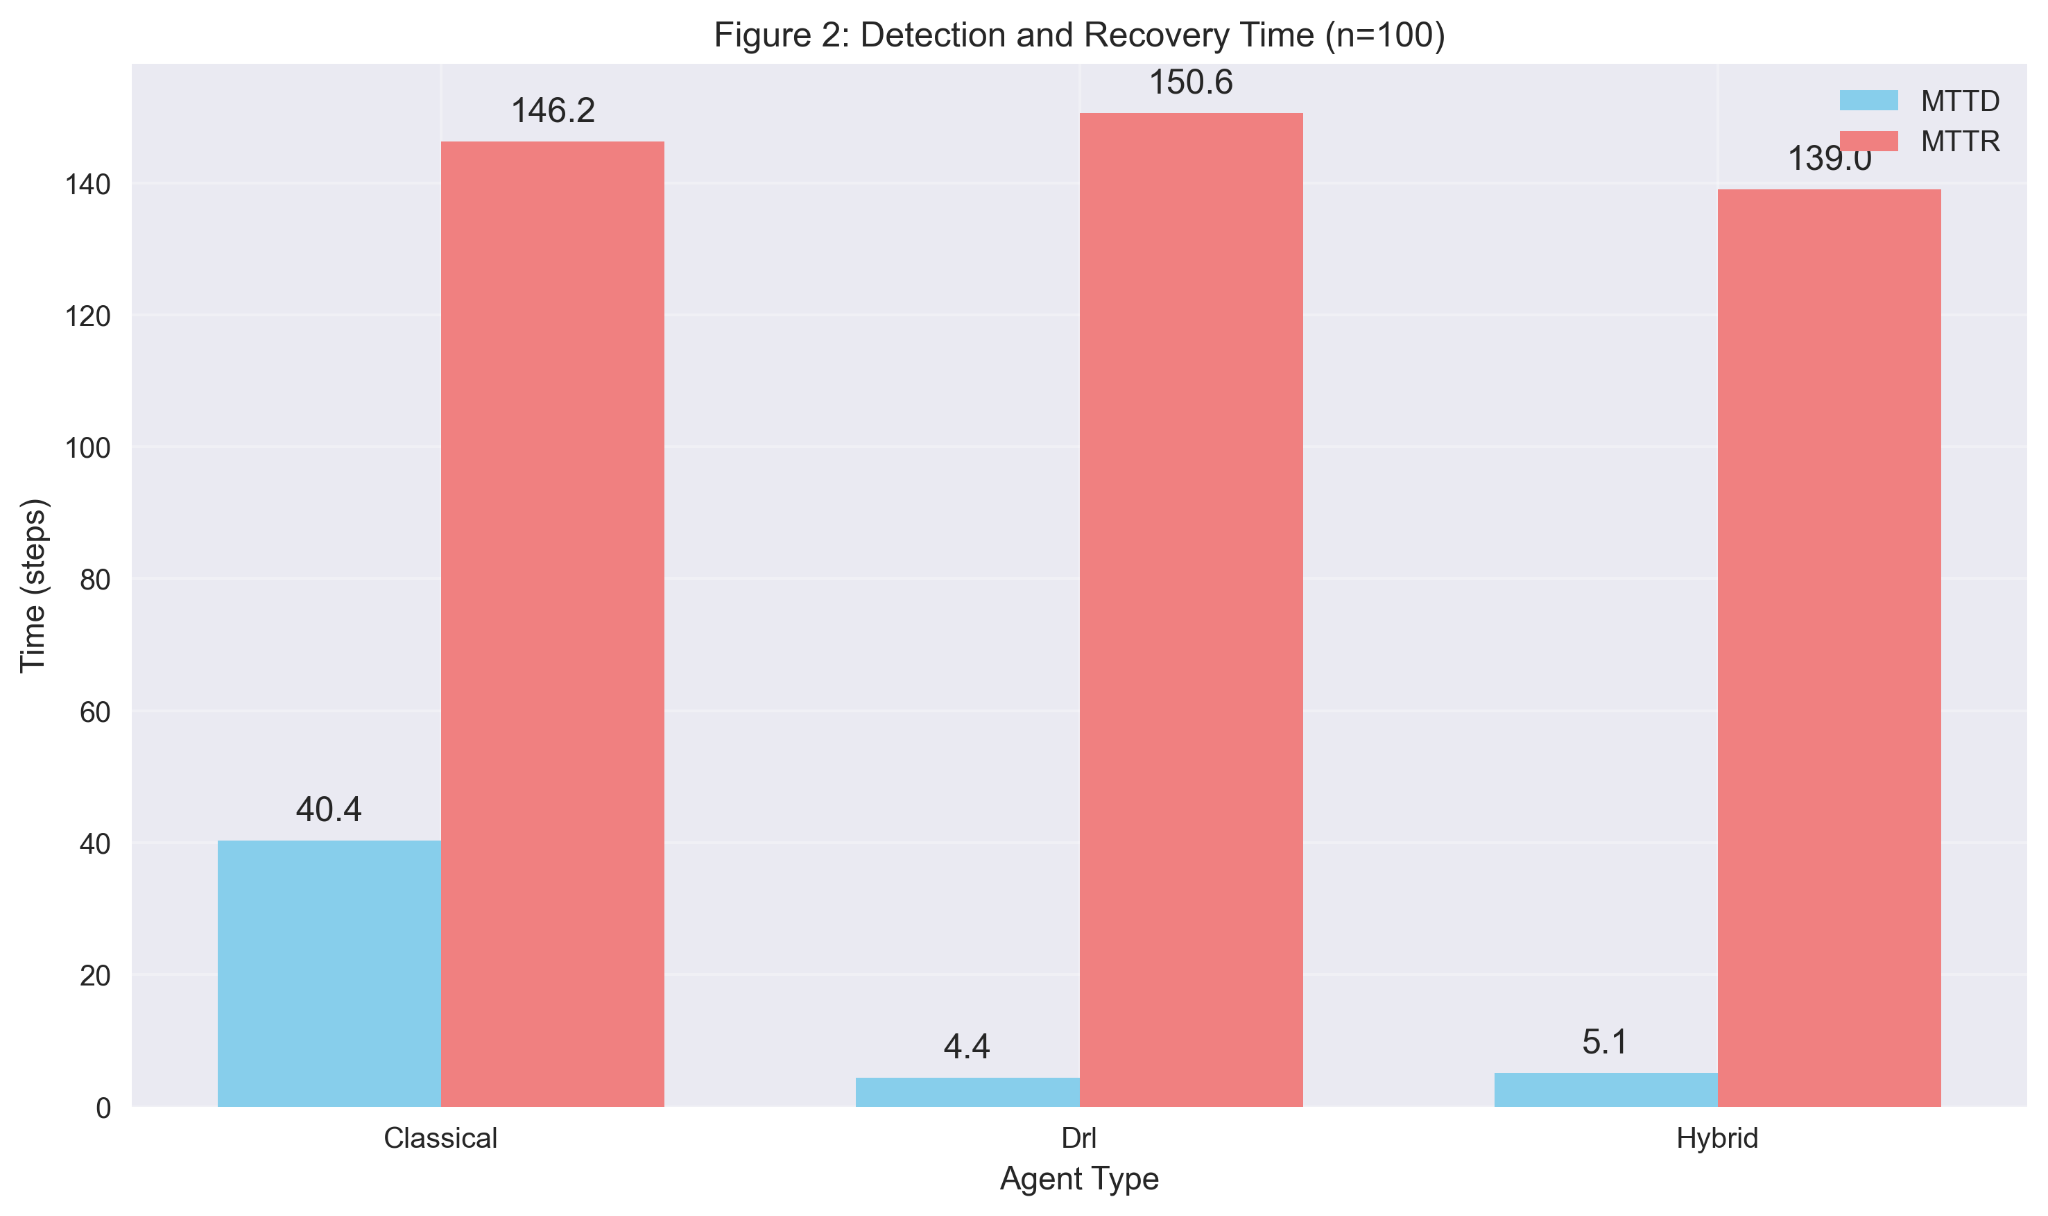 Figure 2: Detection and Recovery Time (n=100)
MTTD
MTTR
146.2
150.6
139.0
40.4
4.4
5.1
140
120
100
80
60
40
20
0
Time (steps)
Classical
Drl
Hybrid
Agent Type